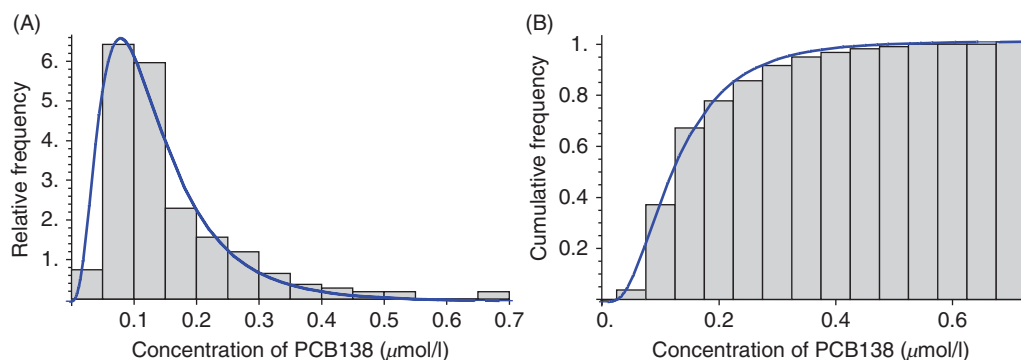 (A)
Relative frequency
6.
5.
4.
3.
2.
1.
0.1 0.2 0.3 0.4 0.5 0.6 0.7
Concentration of PCB138 (μmol/l)
(B)
Cumulative frequency
1.
0.8
0.6
0.4
0.2
0. 0.2 0.4 0.6
Concentration of PCB138 (μmol/l)